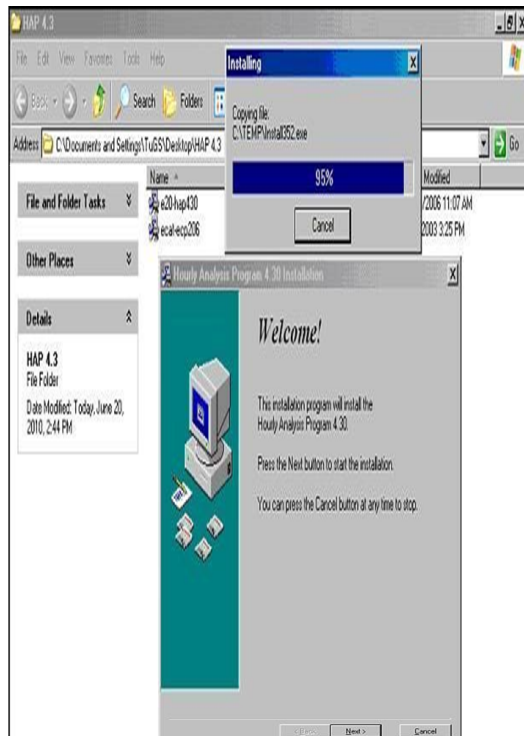 HAP 4.3
File Edit View Favorites Tools Help
Installing
Back Search Folders
Copying file:
C:\TEMP\Install352.exe
Address C:\Documents and Settings\TuGS\Desktop\HAP 4.3
Go
95%
Name Modified
File and Folder Tasks
e20-hap430 /2006 11:07 AM
ecat-ecp206 2003 3:25 PM
Cancel
Other Places
Hourly Analysis Program 4.30 Installation
Details
Welcome!
HAP 4.3
File Folder
Date Modified: Today, June 20,
2010, 2:44 PM
This installation program will install the
Hourly Analysis Program 4.30.
Press the Next button to start the installation.
You can press the Cancel button at any time to stop.
< Back Next > Cancel